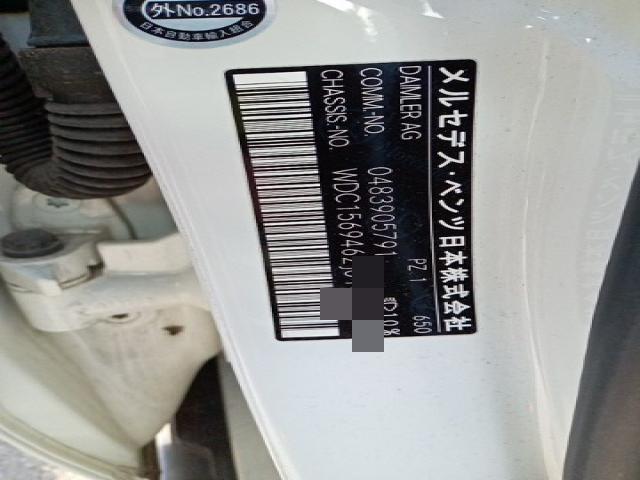 外No.2686
日本自動車輸入組合
メルセデス・ベンツ日本株式会社
DAIMLER AG PZ-1 650
COMM-NO. 0483905791
CHASSIS-NO. WDC156946